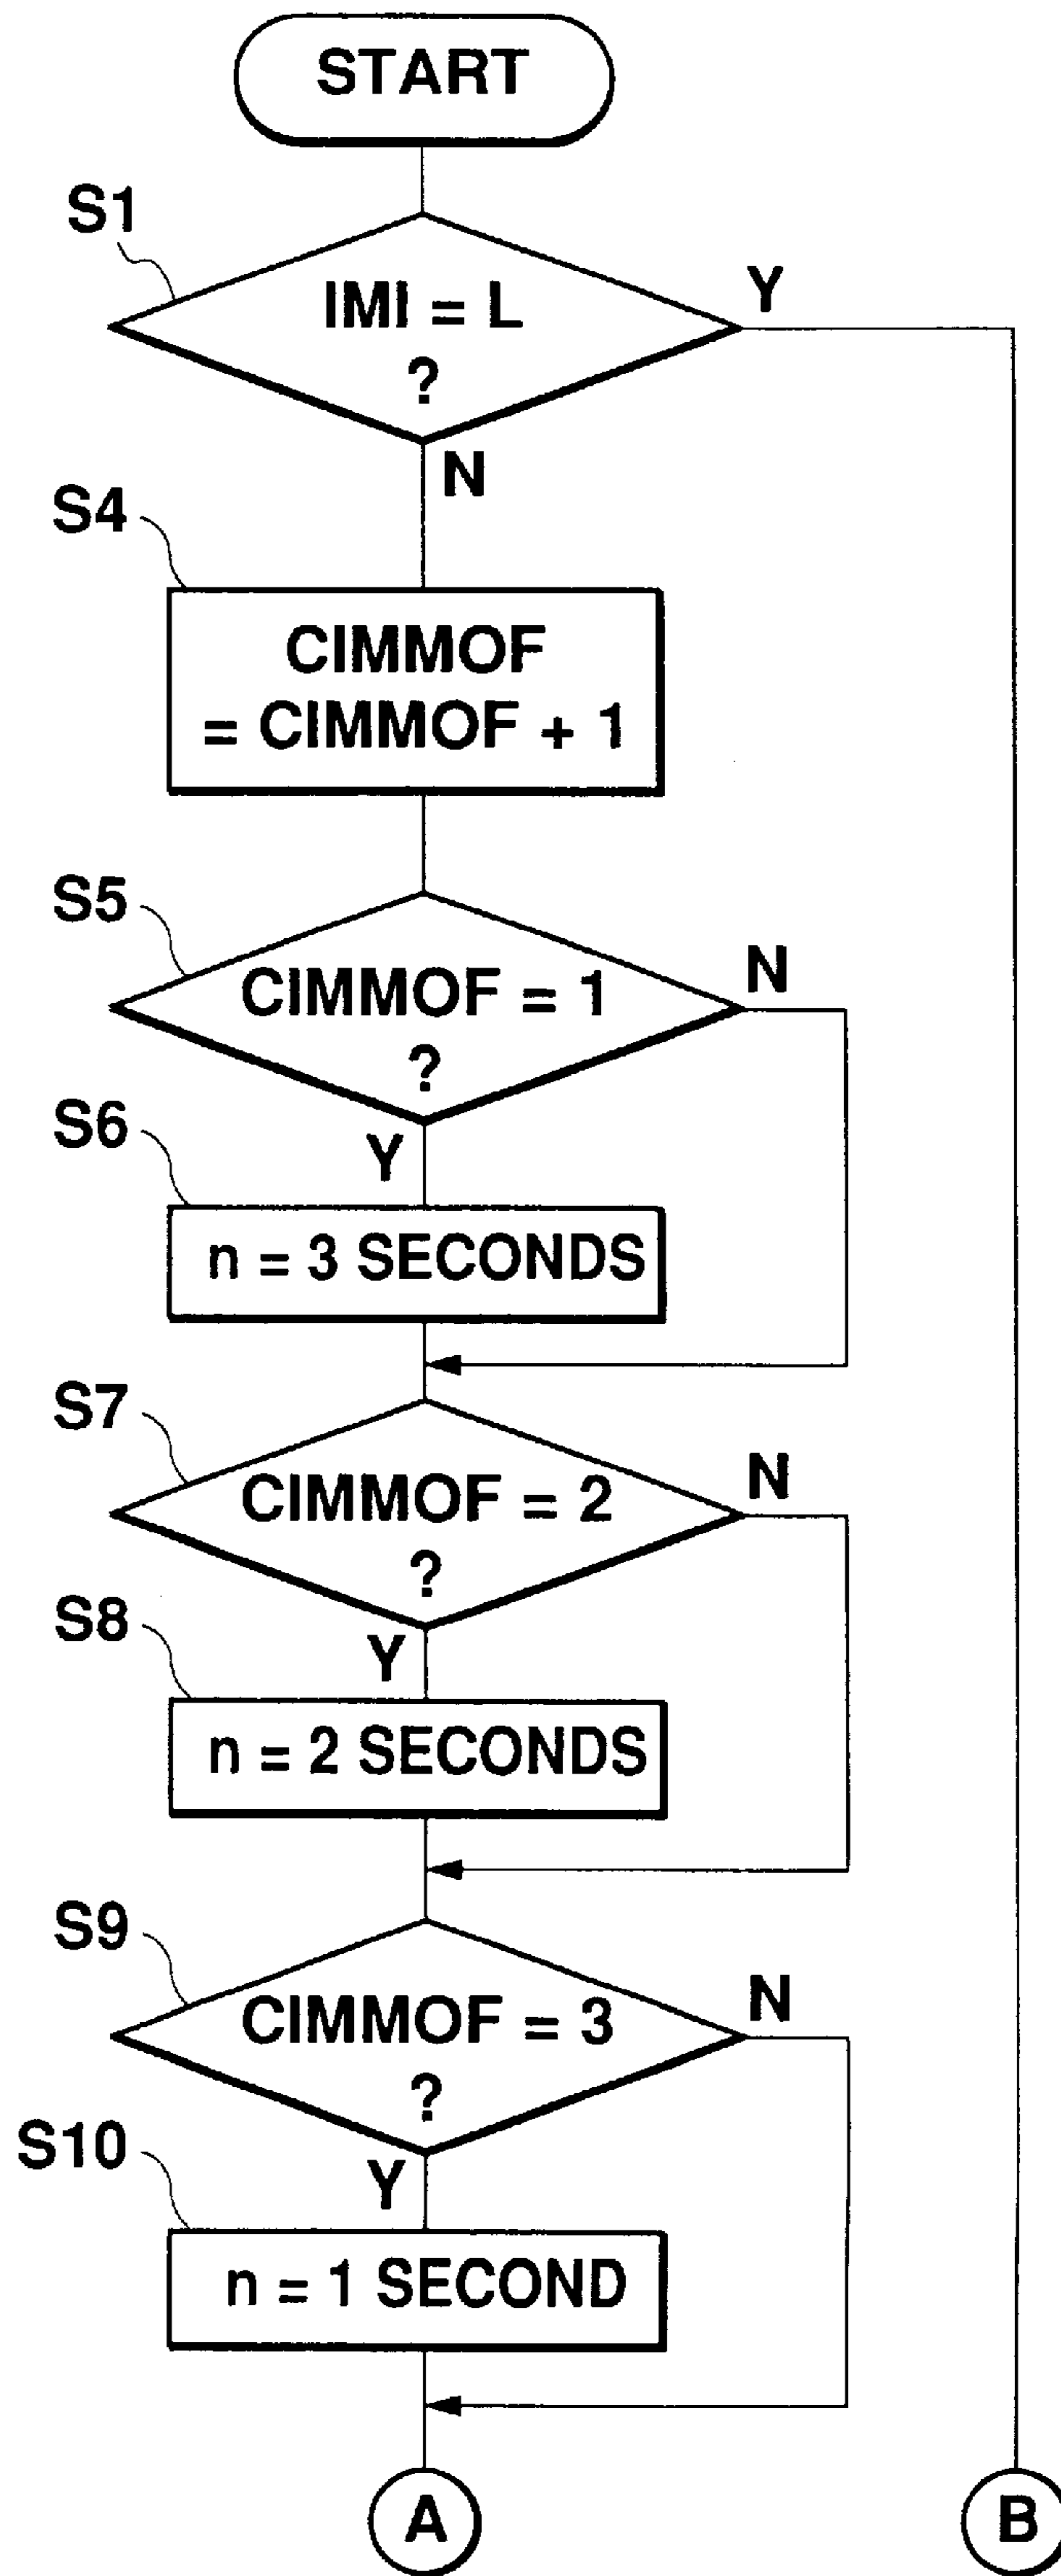 START
S1
IMI = L
?
Y
N
S4
CIMMOF
= CIMMOF + 1
S5
CIMMOF = 1
?
N
Y
S6
n = 3 SECONDS
S7
CIMMOF = 2
?
N
Y
S8
n = 2 SECONDS
S9
CIMMOF = 3
?
N
Y
S10
n = 1 SECOND
A
B